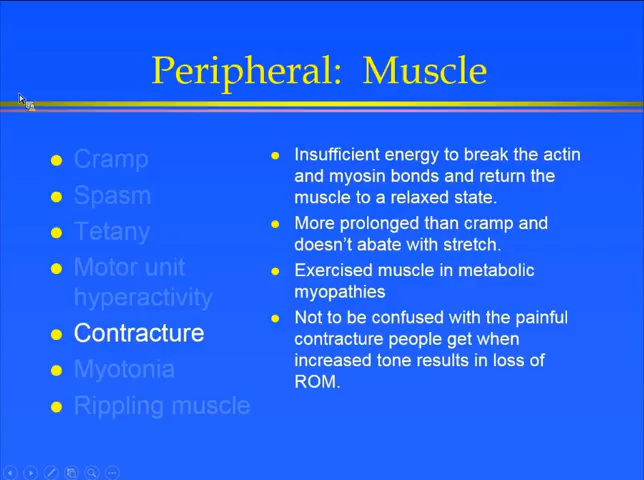 Peripheral:  Muscle
Cramp
Spasm
Tetany
Motor unit
hyperactivity
Contracture
Myotonia
Rippling muscle
Insufficient energy to break the actin
and myosin bonds and return the
muscle to a relaxed state.
More prolonged than cramp and
doesn’t abate with stretch.
Exercised muscle in metabolic
myopathies
Not to be confused with the painful
contracture people get when
increased tone results in loss of
ROM.